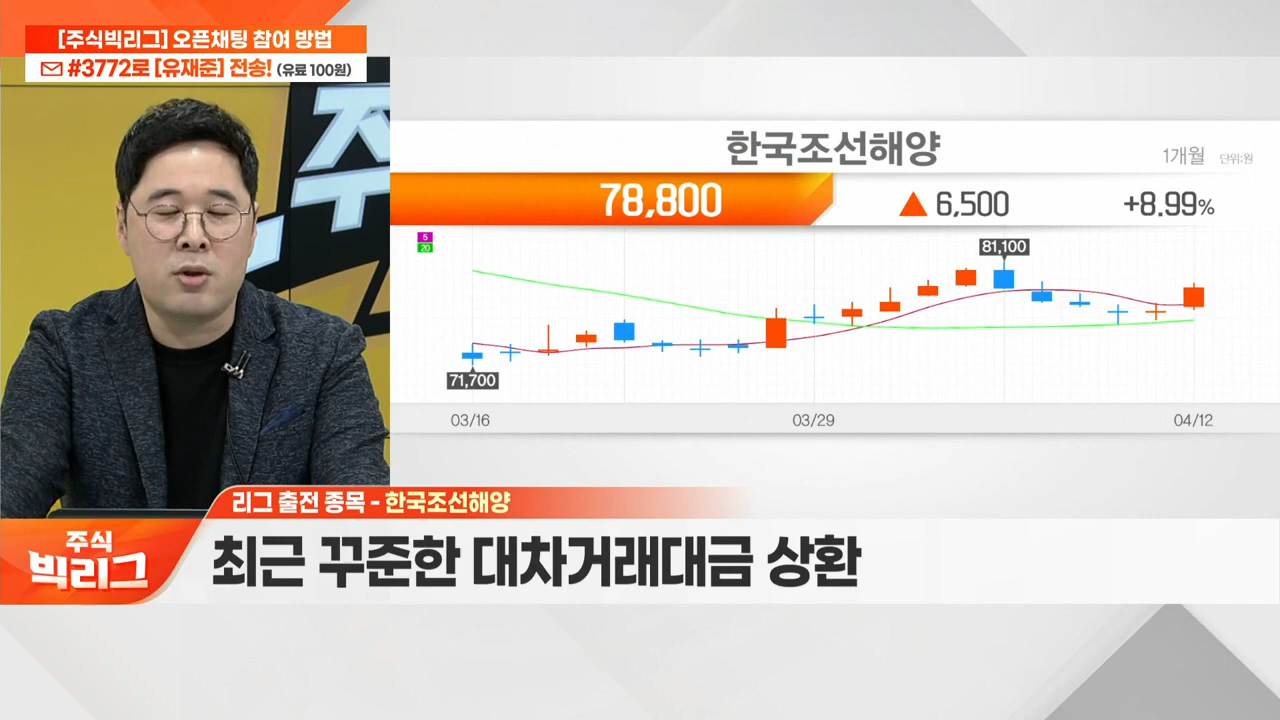 [주식빅리그] 오픈채팅 참여 방법
#3772로 [유재준] 전송! (유료 100원)
한국조선해양
1개월 단위:원
78,800 ▲ 6,500 +8.99%
5
20
81,100
71,700
03/16 03/29 04/12
리그 출전 종목 - 한국조선해양
주식
빅리그
최근 꾸준한 대차거래대금 상환